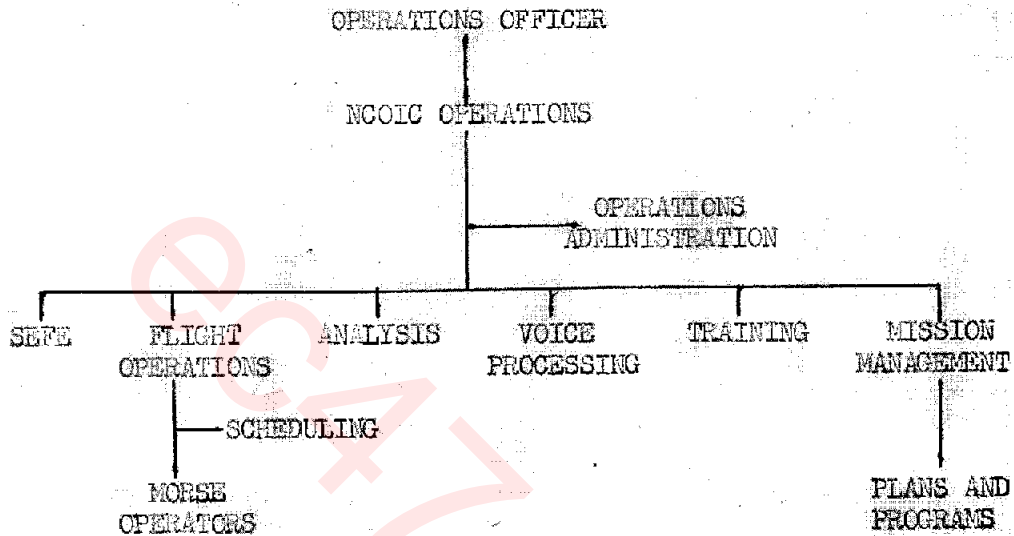 OPERATIONS OFFICER
NCOIC OPERATIONS
OPERATIONS
ADMINISTRATION
SEFE
FLIGHT
OPERATIONS
ANALYSIS
VOICE
PROCESSING
TRAINING
MISSION
MANAGEMENT
SCHEDULING
MORSE
OPERATORS
PLANS AND
PROGRAMS
ec47